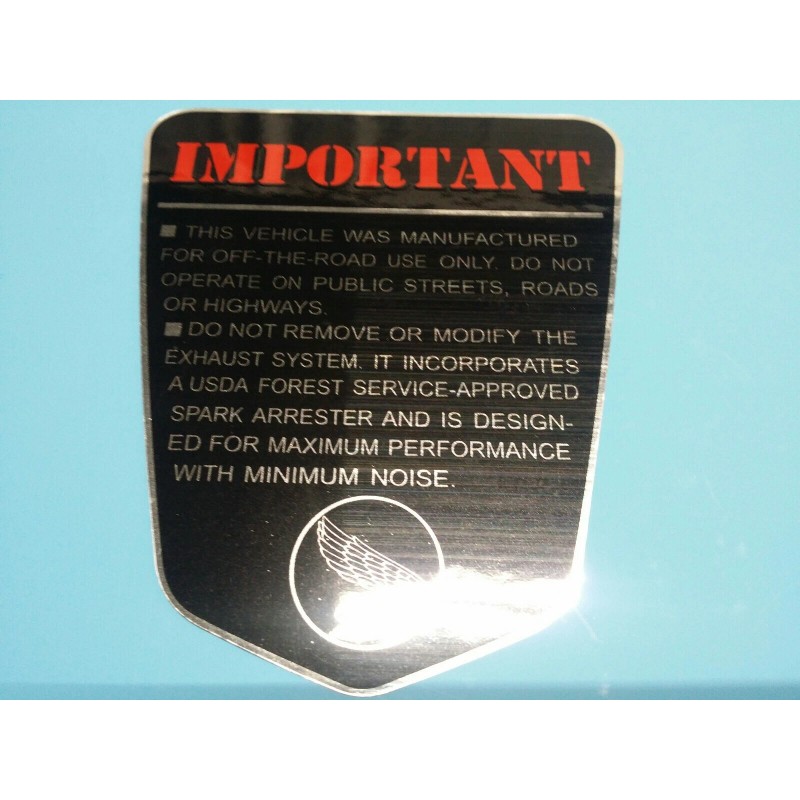 IMPORTANT
■ THIS VEHICLE WAS MANUFACTURED
FOR OFF-THE-ROAD USE ONLY. DO NOT
OPERATE ON PUBLIC STREETS, ROADS
OR HIGHWAYS.
■ DO NOT REMOVE OR MODIFY THE
EXHAUST SYSTEM. IT INCORPORATES
A USDA FOREST SERVICE-APPROVED
SPARK ARRESTER AND IS DESIGN-
ED FOR MAXIMUM PERFORMANCE
WITH MINIMUM NOISE.